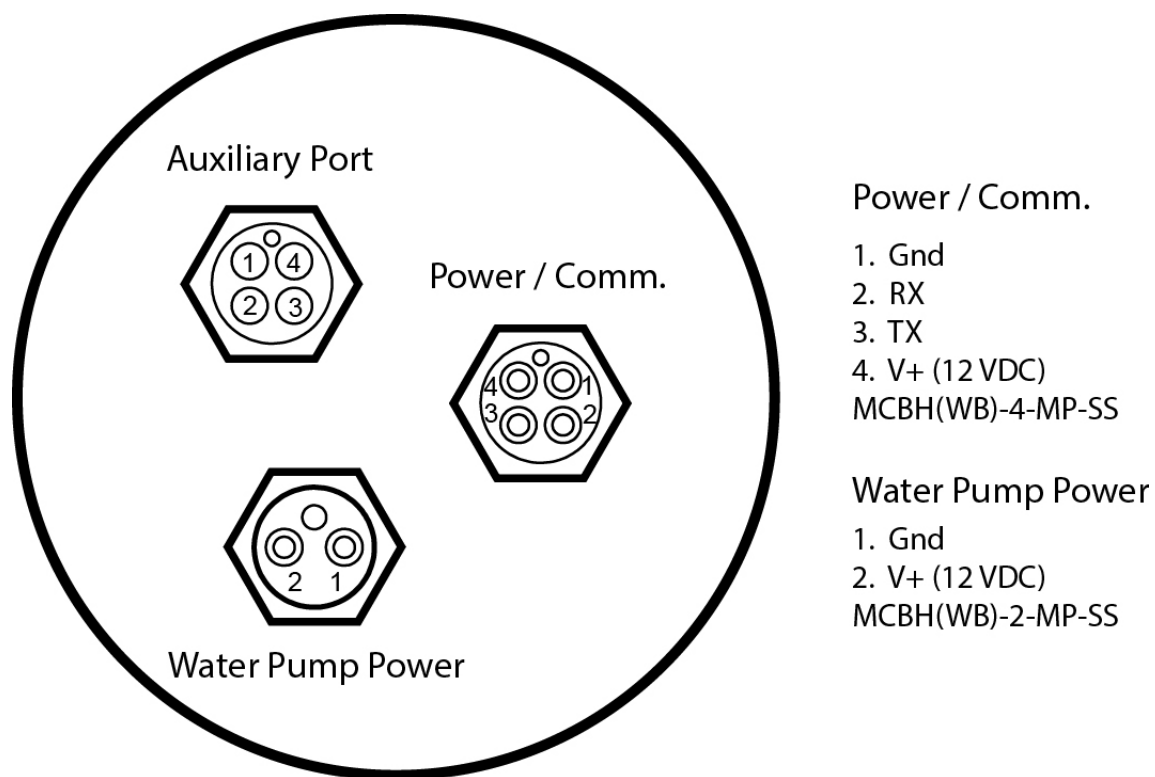 Auxiliary Port
1 4
2 3
Power / Comm.
4 1
3 2
2 1
Water Pump Power
Power / Comm.
1. Gnd
2. RX
3. TX
4. V+ (12 VDC)
MCBH(WB)-4-MP-SS
Water Pump Power
1. Gnd
2. V+ (12 VDC)
MCBH(WB)-2-MP-SS